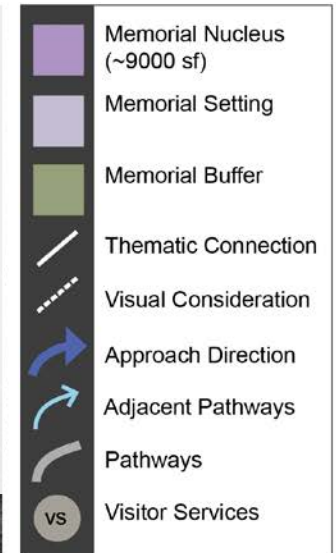 Memorial Nucleus
(~9000 sf)
Memorial Setting
Memorial Buffer
Thematic Connection
Visual Consideration
Approach Direction
Adjacent Pathways
Pathways
VS Visitor Services